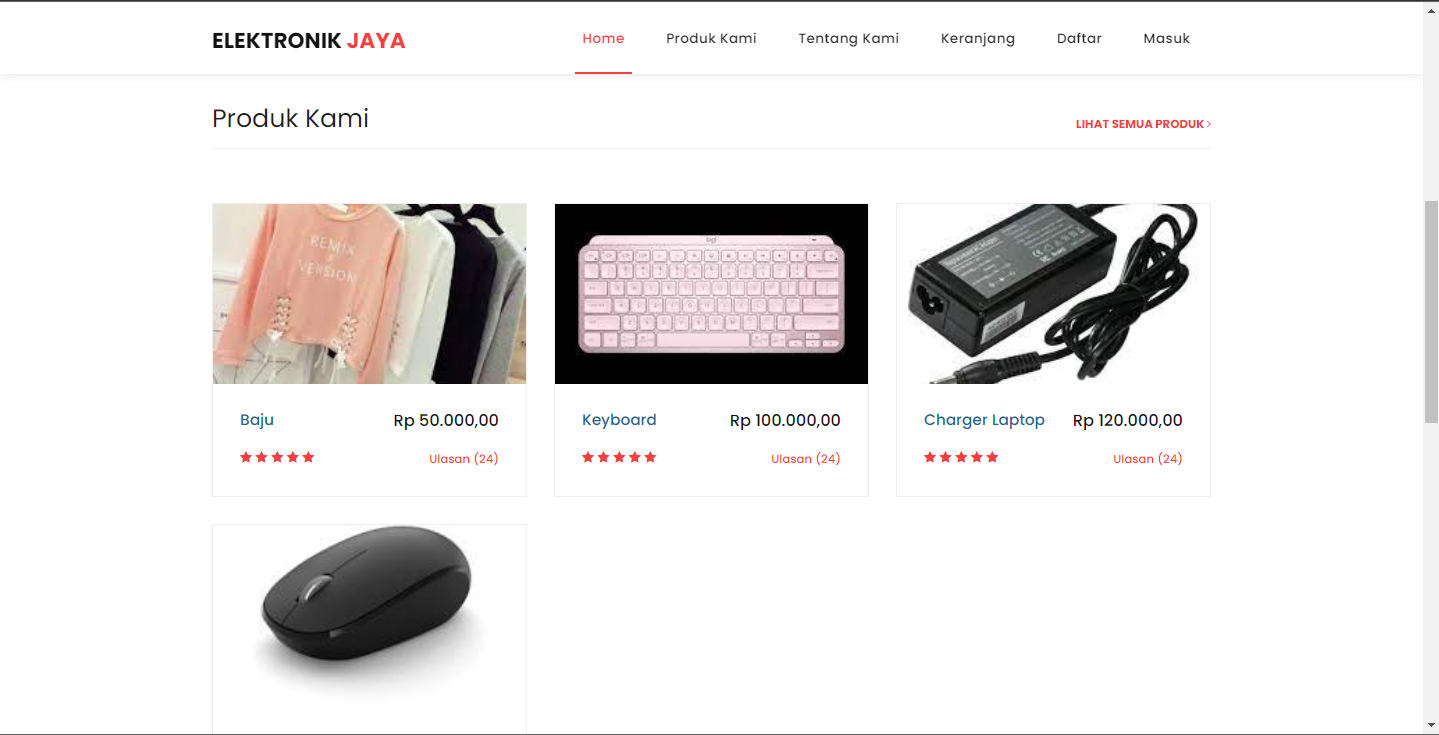 ELEKTRONIK JAYA
Home Produk Kami Tentang Kami Keranjang Daftar Masuk
Produk Kami
LIHAT SEMUA PRODUK
REMIX
VERSION
logi
Baju Rp 50.000,00
Ulasan (24)
Keyboard Rp 100.000,00
Ulasan (24)
Charger Laptop Rp 120.000,00
Ulasan (24)